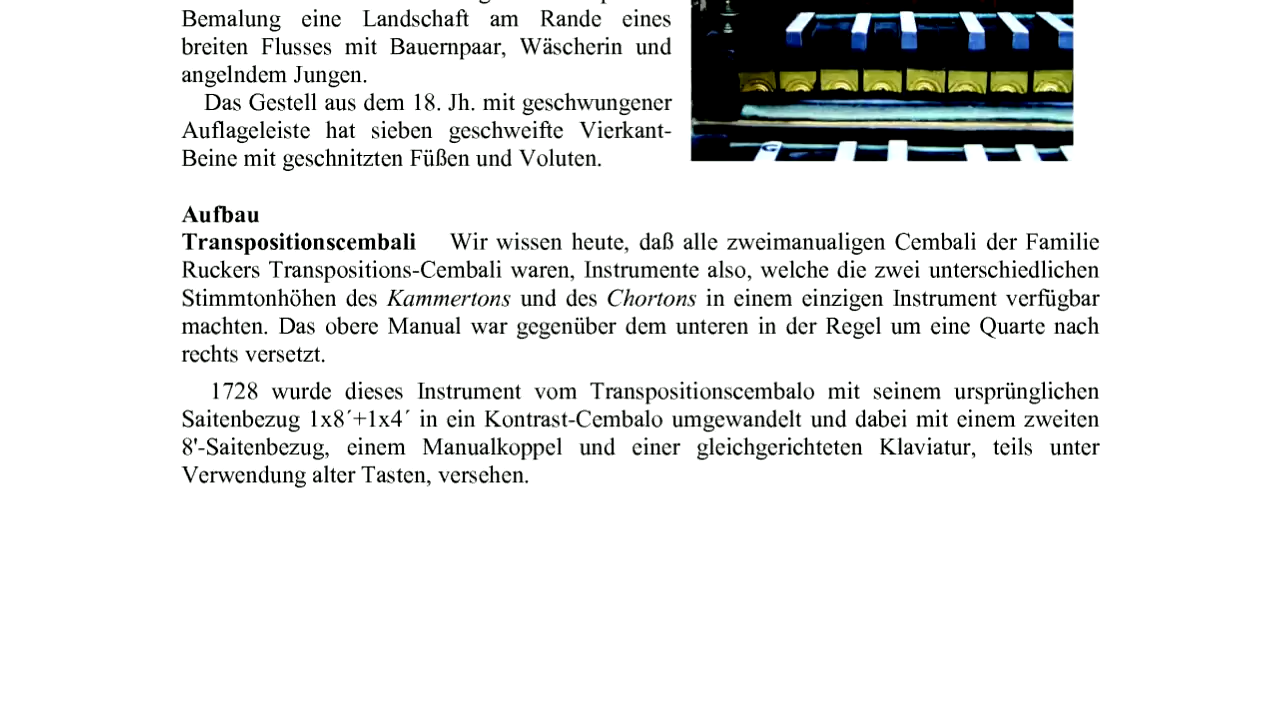 Bemalung eine Landschaft am Rande eines
breiten Flusses mit Bauernpaar, Wäscherin und
angelndem Jungen.
Das Gestell aus dem 18. Jh. mit geschwungener
Auflageleiste hat sieben geschweifte Vierkant-
Beine mit geschnitzten Füßen und Voluten.
Aufbau
Transpositionscembali Wir wissen heute, daß alle zweimanualigen Cembali der Familie
Ruckers Transpositions-Cembali waren, Instrumente also, welche die zwei unterschiedlichen
Stimmtonhöhen des Kammertons und des Chortons in einem einzigen Instrument verfügbar
machten. Das obere Manual war gegenüber dem unteren in der Regel um eine Quarte nach
rechts versetzt.
1728 wurde dieses Instrument vom Transpositionscembalo mit seinem ursprünglichen
Saitenbezug 1x8´+1x4´ in ein Kontrast-Cembalo umgewandelt und dabei mit einem zweiten
8'-Saitenbezug, einem Manualkoppel und einer gleichgerichteten Klaviatur, teils unter
Verwendung alter Tasten, versehen.